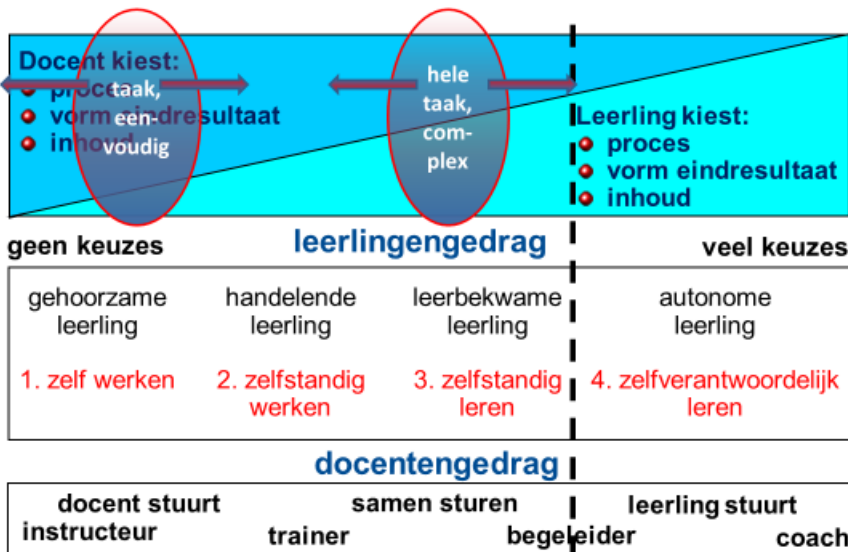 Docent kiest:
proces
vorm eindresultaat
inhoud
taak,
een-
voudig
hele
taak,
com-
plex
Leerling kiest:
proces
vorm eindresultaat
inhoud
geen keuzes
leerlingengedrag
veel keuzes
gehoorzame
leerling
handelende
leerling
leerbekwame
leerling
autonome
leerling
1. zelf werken
2. zelfstandig
werken
3. zelfstandig
leren
4. zelfverantwoordelijk
leren
docentengedrag
docent stuurt
samen sturen
leerling stuurt
instructeur
trainer
begeleider
coach